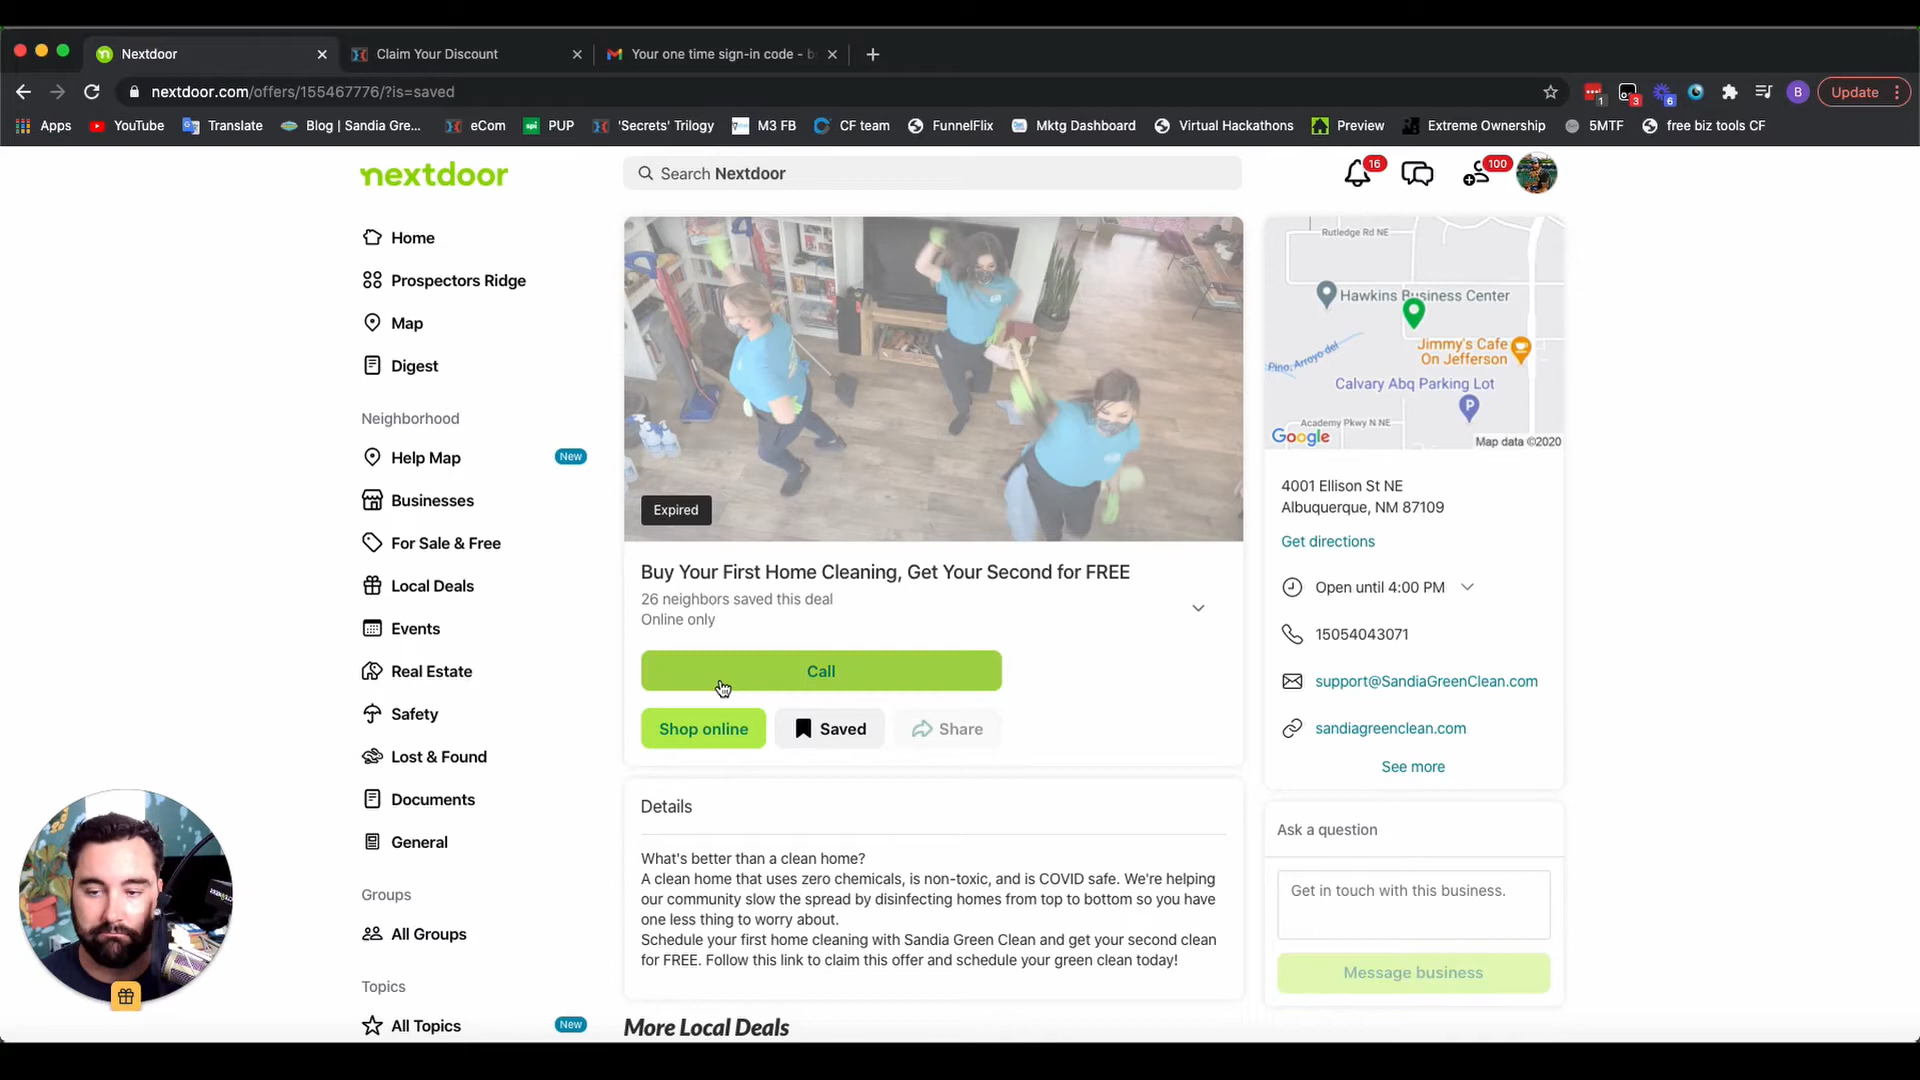 Nextdoor
Claim Your Discount
Your one time sign-in code - b
nextdoor.com/offers/155467776/?is=saved
1
3
6
B
Update
Apps
YouTube
Translate
Blog | Sandia Gre...
eCom
PUP
'Secrets' Trilogy
M3 FB
CF team
FunnelFlix
Mktg Dashboard
Virtual Hackathons
Preview
Extreme Ownership
5MTF
free biz tools CF
nextdoor
Search Nextdoor
16
100
Home
Prospectors Ridge
Map
Digest
Neighborhood
Help Map
New
Businesses
For Sale & Free
Local Deals
Events
Real Estate
Safety
Lost & Found
Documents
General
Groups
All Groups
Topics
All Topics
New
Expired
Buy Your First Home Cleaning, Get Your Second for FREE
26 neighbors saved this deal
Online only
Call
Shop online
Saved
Share
Details
What's better than a clean home?
A clean home that uses zero chemicals, is non-toxic, and is COVID safe. We're helping
our community slow the spread by disinfecting homes from top to bottom so you have
one less thing to worry about.
Schedule your first home cleaning with Sandia Green Clean and get your second clean
for FREE. Follow this link to claim this offer and schedule your green clean today!
More Local Deals
Rutledge Rd NE
Hawkins Business Center
Jimmy's Cafe
On Jefferson
Pino, Arroyo del
Calvary Abq Parking Lot
P
Academy Pkwy N NE
Google
Map data ©2020
4001 Ellison St NE
Albuquerque, NM 87109
Get directions
Open until 4:00 PM
15054043071
support@SandiaGreenClean.com
sandiagreenclean.com
See more
Ask a question
Get in touch with this business.
Message business